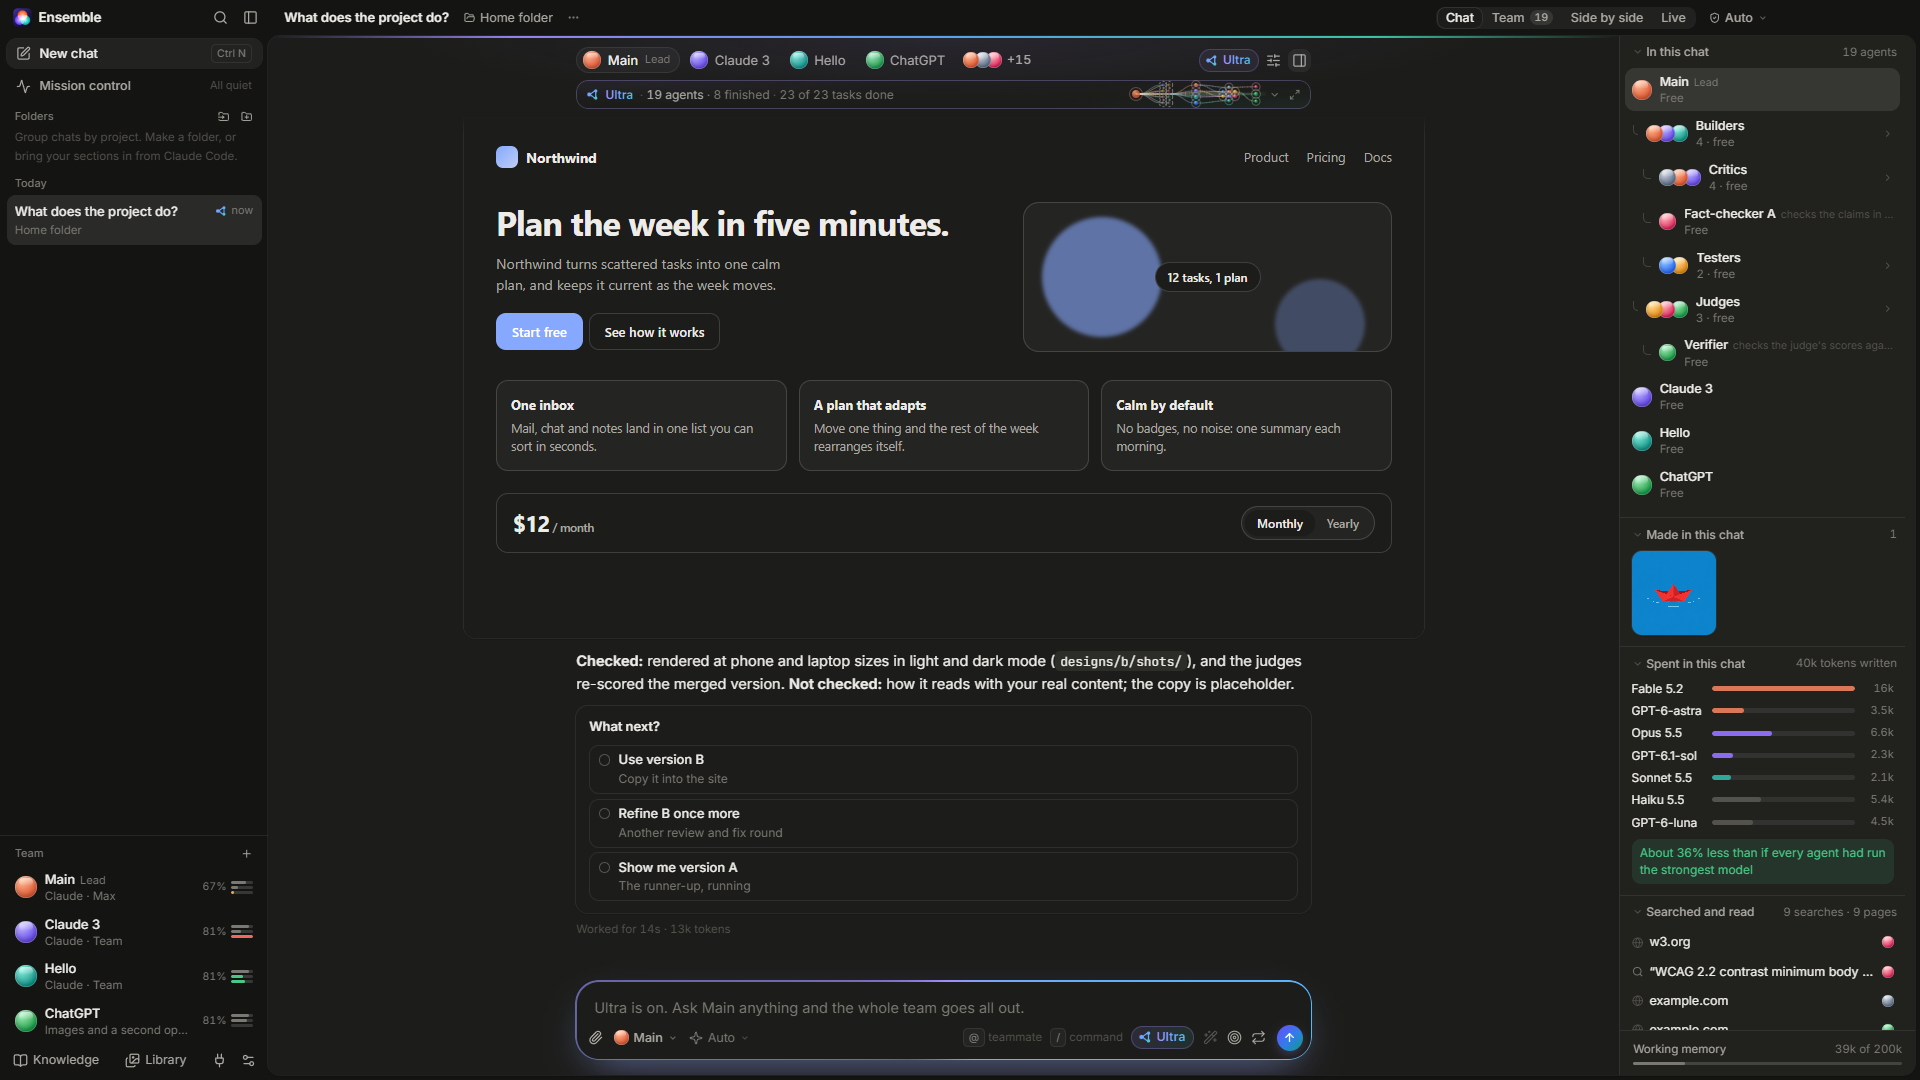 Ensemble
New chat
Ctrl N
Mission control
All quiet
Folders
Group chats by project. Make a folder, or
bring your sections in from Claude Code.
Today
What does the project do?
now
Home folder
Team
Main Lead
Claude · Max
67%
Claude 3
Claude · Team
81%
Hello
Claude · Team
81%
ChatGPT
Images and a second op...
81%
Knowledge
Library
What does the project do?
Home folder
...
Chat
Team 19
Side by side
Live
Auto
Main Lead
Claude 3
Hello
ChatGPT
+15
Ultra
Ultra · 19 agents · 8 finished · 23 of 23 tasks done
Northwind
Product
Pricing
Docs
Plan the week in five minutes.
Northwind turns scattered tasks into one calm
plan, and keeps it current as the week moves.
Start free
See how it works
12 tasks, 1 plan
One inbox
Mail, chat and notes land in one list you can
sort in seconds.
A plan that adapts
Move one thing and the rest of the week
rearranges itself.
Calm by default
No badges, no noise: one summary each
morning.
$12 / month
Monthly
Yearly
Checked: rendered at phone and laptop sizes in light and dark mode ( designs/b/shots/ ), and the judges
re-scored the merged version. Not checked: how it reads with your real content; the copy is placeholder.
What next?
Use version B
Copy it into the site
Refine B once more
Another review and fix round
Show me version A
The runner-up, running
Worked for 14s · 13k tokens
Ultra is on. Ask Main anything and the whole team goes all out.
Main
Auto
@ teammate
/ command
Ultra
In this chat
19 agents
Main Lead
Free
Builders
4 · free
Critics
4 · free
Fact-checker A checks the claims in ...
Free
Testers
2 · free
Judges
3 · free
Verifier checks the judge's scores aga...
Free
Claude 3
Free
Hello
Free
ChatGPT
Free
Made in this chat
1
Spent in this chat
40k tokens written
Fable 5.2
16k
GPT-6-astra
3.5k
Opus 5.5
6.6k
GPT-6.1-sol
2.3k
Sonnet 5.5
2.1k
Haiku 5.5
5.4k
GPT-6-luna
4.5k
About 36% less than if every agent had run
the strongest model
Searched and read
9 searches · 9 pages
w3.org
"WCAG 2.2 contrast minimum body ...
example.com
example.com
Working memory
39k of 200k